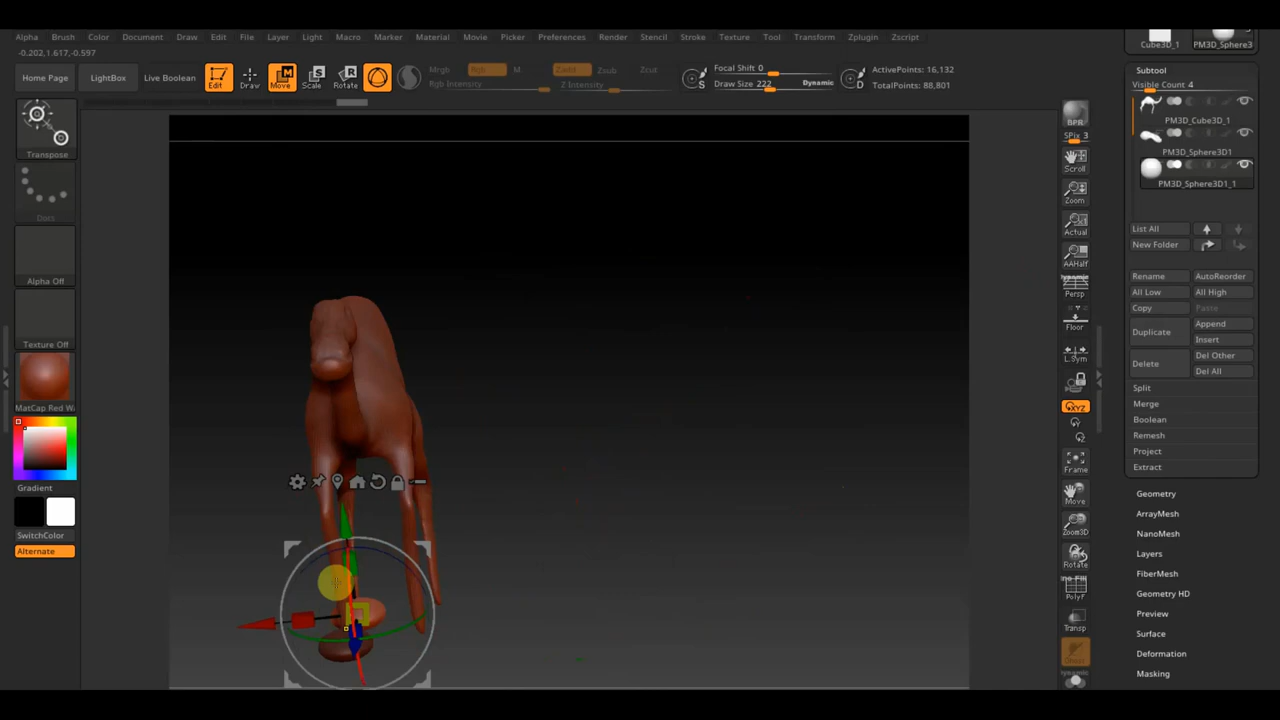 Alpha Brush Color Document Draw Edit File Layer Light Macro Marker Material Movie Picker Preferences Render Stencil Stroke Texture Tool Transform Zplugin Zscript
-0.202,1.617,-0.597
Home Page
LightBox
Live Boolean
Edit
Draw
Move
Scale
Rotate
Mrgb Rgb M
Rgb Intensity
Zadd Zsub Zcut
Z Intensity
Focal Shift 0
Draw Size 222 Dynamic
ActivePoints: 16,132
TotalPoints: 88,801
Transpose
Dots
Alpha Off
Texture Off
MatCap Red Wa
Gradient
SwitchColor
Alternate
BPR
SPix 3
Scroll
Zoom
Actual
AAHalf
Dynamic
Persp
Floor
L.Sym
XYZ
Frame
Move
Zoom3D
Rotate
PolyF
Transp
Dynamic
Cube3D_1 PM3D_Sphere3
Subtool
Visible Count 4
PM3D_Cube3D_1
PM3D_Sphere3D1
PM3D_Sphere3D1_1
List All
New Folder
Rename AutoReorder
All Low All High
Copy Paste
Duplicate Append
Insert
Delete Del Other
Del All
Split
Merge
Boolean
Remesh
Project
Extract
Geometry
ArrayMesh
NanoMesh
Layers
FiberMesh
Geometry HD
Preview
Surface
Deformation
Masking